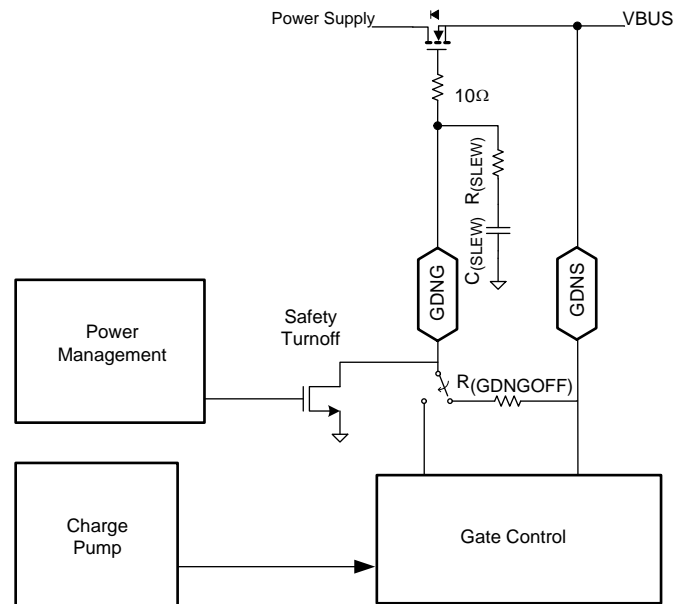 Power Supply
VBUS
10Ω
R(SLEW)
C(SLEW)
GDNG
GDNS
Power
Management
Safety
Turnoff
R(GDNGOFF)
Charge
Pump
Gate Control